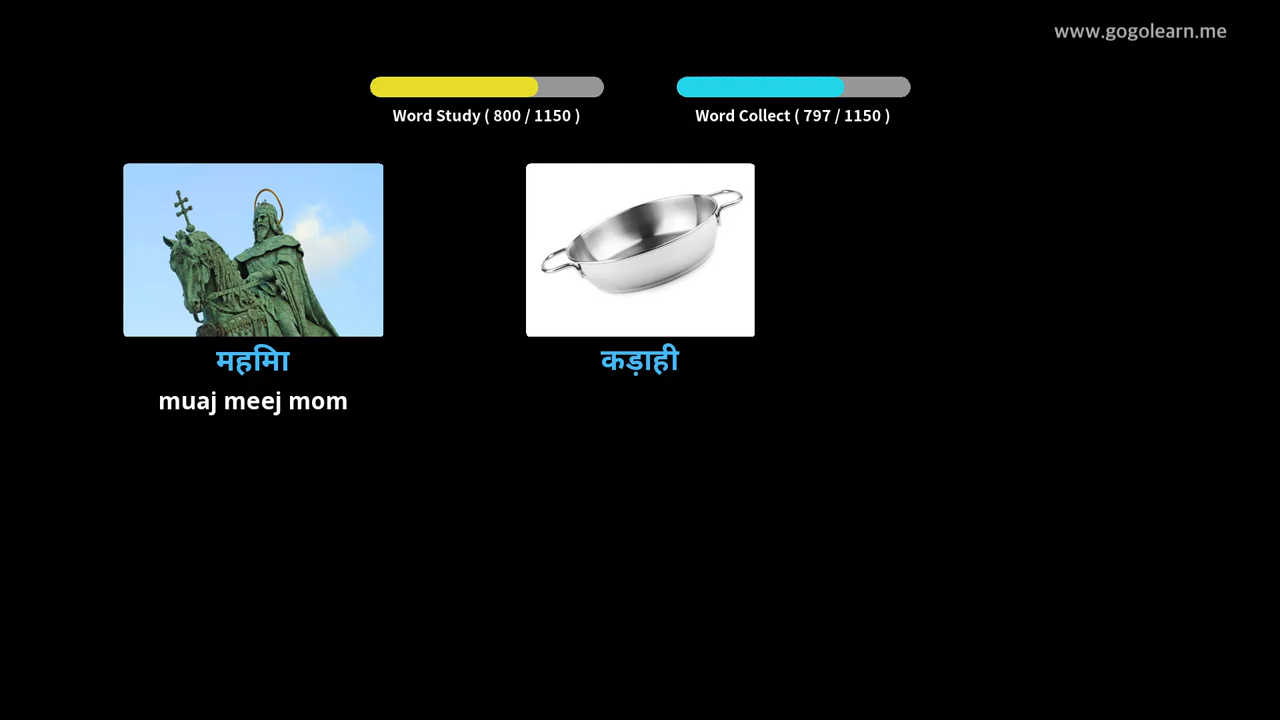 www.gogolearn.me
Word Study ( 800 / 1150 )
Word Collect ( 797 / 1150 )
महिमा
कड़ाही
muaj meej mom